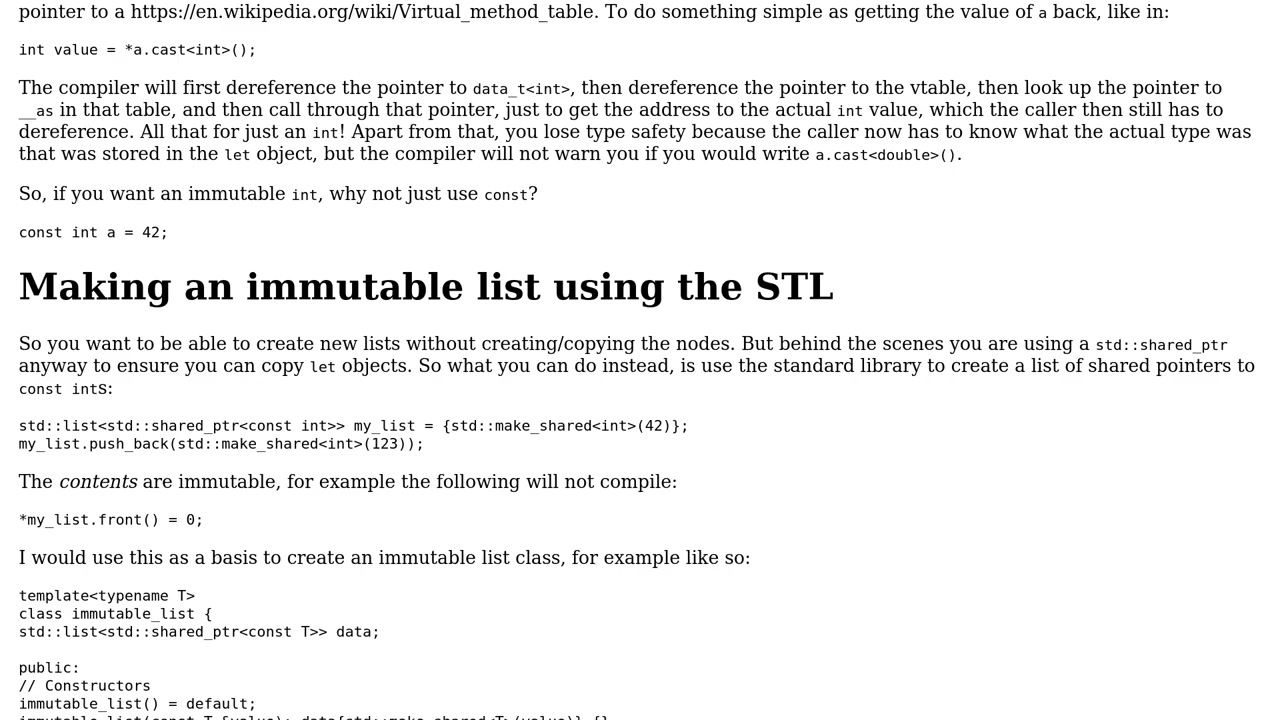 pointer to a https://en.wikipedia.org/wiki/Virtual_method_table. To do something simple as getting the value of a back, like in:
int value = *a.cast<int>();
The compiler will first dereference the pointer to data_t<int>, then dereference the pointer to the vtable, then look up the pointer to
__as in that table, and then call through that pointer, just to get the address to the actual int value, which the caller then still has to
dereference. All that for just an int! Apart from that, you lose type safety because the caller now has to know what the actual type was
that was stored in the let object, but the compiler will not warn you if you would write a.cast<double>().
So, if you want an immutable int, why not just use const?
const int a = 42;
Making an immutable list using the STL
So you want to be able to create new lists without creating/copying the nodes. But behind the scenes you are using a std::shared_ptr
anyway to ensure you can copy let objects. So what you can do instead, is use the standard library to create a list of shared pointers to
const ints:
std::list<std::shared_ptr<const int>> my_list = {std::make_shared<int>(42)};
my_list.push_back(std::make_shared<int>(123));
The contents are immutable, for example the following will not compile:
*my_list.front() = 0;
I would use this as a basis to create an immutable list class, for example like so:
template<typename T>
class immutable_list {
std::list<std::shared_ptr<const T>> data;
public:
// Constructors
immutable_list() = default;
immutable_list(const T &value): data{std::make_shared<T>(value)} {}